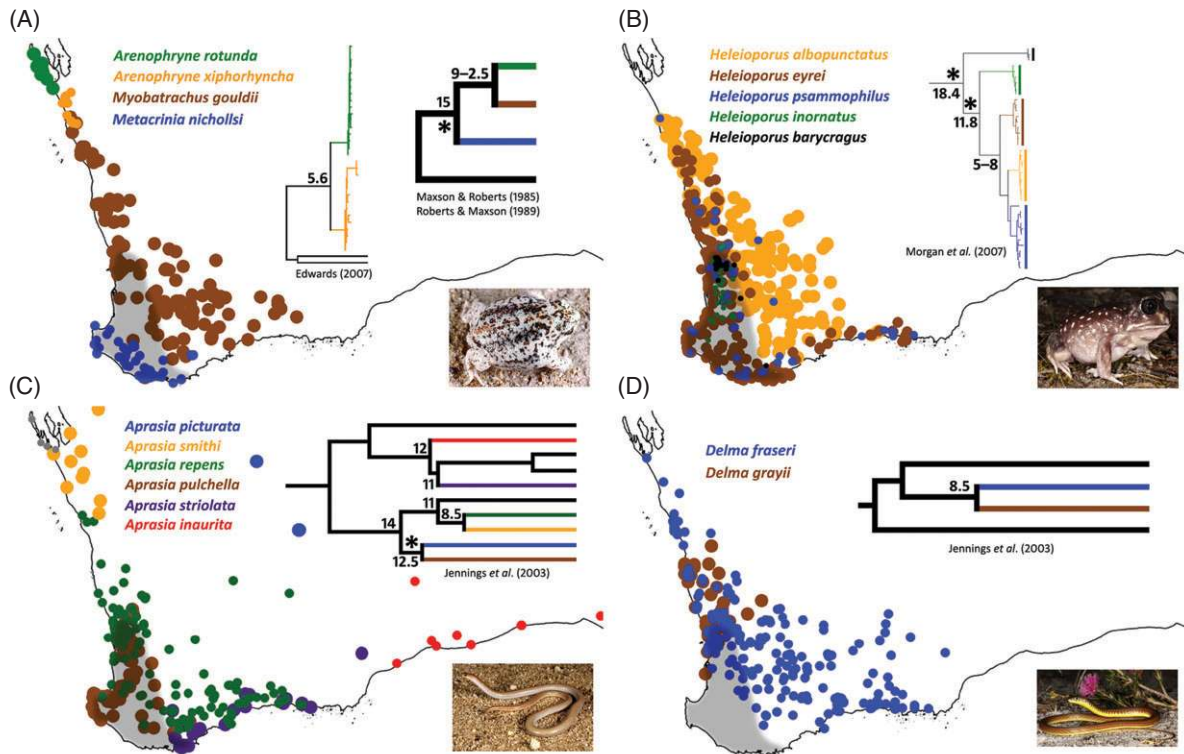 (A)
Arenophryne rotunda
Arenophryne xiphorhyncha
Myobatrachus gouldii
Metacrinia nichollsi
5.6
Edwards (2007)
9–2.5
15
*
Maxson & Roberts (1985)
Roberts & Maxson (1989)
(B)
Heleioporus albopunctatus
Heleioporus eyrei
Heleioporus psammophilus
Heleioporus inornatus
Heleioporus barycragus
*
18.4
*
11.8
5–8
Morgan et al. (2007)
(C)
Aprasia picturata
Aprasia smithi
Aprasia repens
Aprasia pulchella
Aprasia striolata
Aprasia inaurita
12
11
11
8.5
14
*
12.5
Jennings et al. (2003)
(D)
Delma fraseri
Delma grayii
8.5
Jennings et al. (2003)